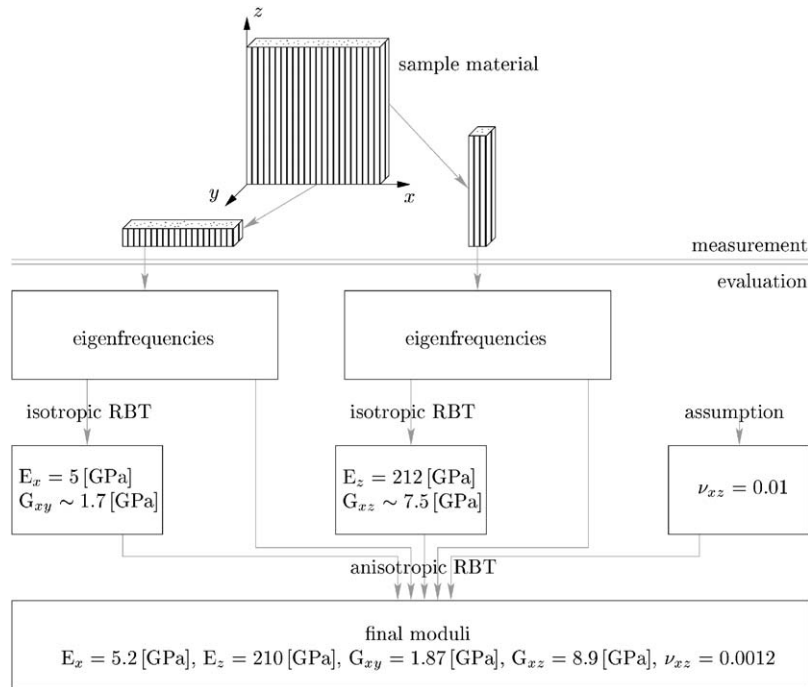 z
sample material
y
x
measurement
evaluation
eigenfrequencies
eigenfrequencies
isotropic RBT
isotropic RBT
assumption
E_x = 5 [GPa]
G_xy ∼ 1.7 [GPa]
E_z = 212 [GPa]
G_xz ∼ 7.5 [GPa]
ν_xz = 0.01
anisotropic RBT
final moduli
E_x = 5.2 [GPa], E_z = 210 [GPa], G_xy = 1.87 [GPa], G_xz = 8.9 [GPa], ν_xz = 0.0012